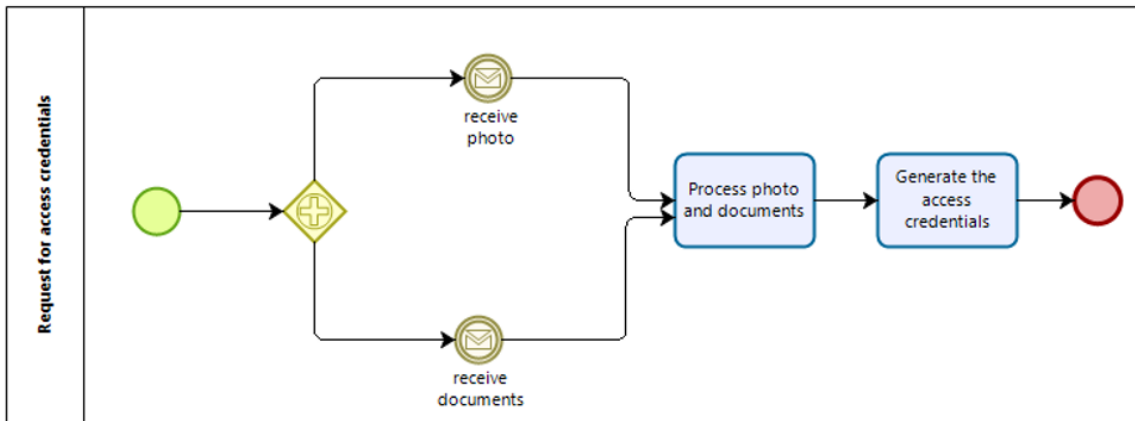 Request for access credentials
receive
photo
Process photo
and documents
Generate the
access
credentials
receive
documents